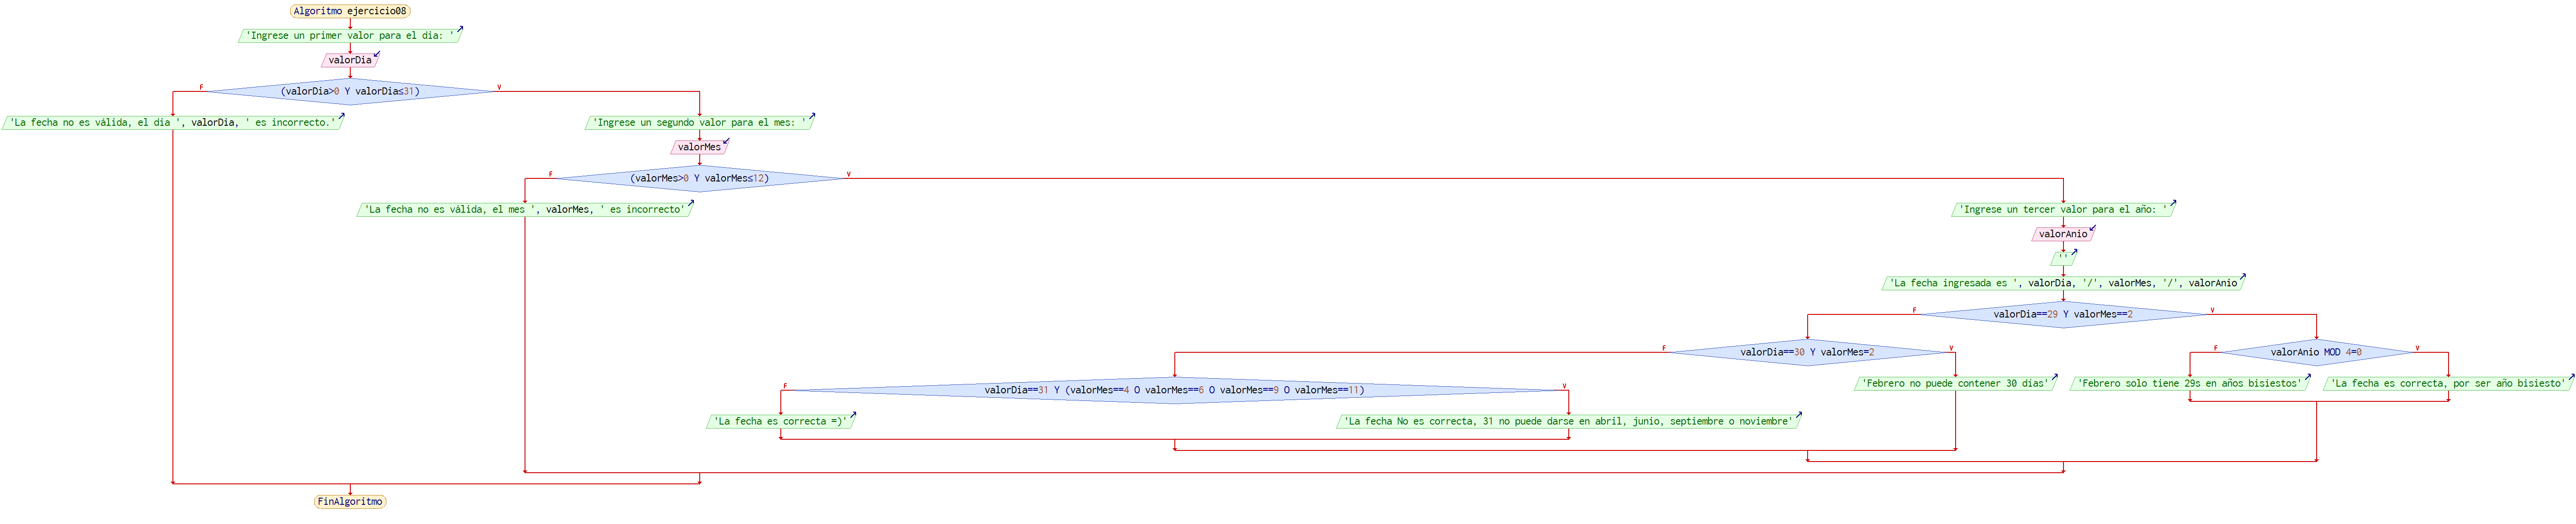 Algoritmo ejercicio08
'Ingrese un primer valor para el dia: '
valorDia
F
(valorDia>0 Y valorDia≤31)
V
'La fecha no es válida, el dia ', valorDia, ' es incorrecto.'
'Ingrese un segundo valor para el mes: '
valorMes
F
(valorMes>0 Y valorMes≤12)
V
'La fecha no es válida, el mes ', valorMes, ' es incorrecto'
'Ingrese un tercer valor para el año: '
valorAnio
''
'La fecha ingresada es ', valorDia, '/', valorMes, '/', valorAnio
F
valorDia==29 Y valorMes==2
V
F
valorDia==30 Y valorMes=2
V
F
valorAnio MOD 4=0
V
F
valorDia==31 Y (valorMes==4 O valorMes==6 O valorMes==9 O valorMes==11)
V
'Febrero no puede contener 30 dias'
'Febrero solo tiene 29s en años bisiestos'
'La fecha es correcta, por ser año bisiesto'
'La fecha es correcta =)'
'La fecha No es correcta, 31 no puede darse en abril, junio, septiembre o noviembre'
FinAlgoritmo